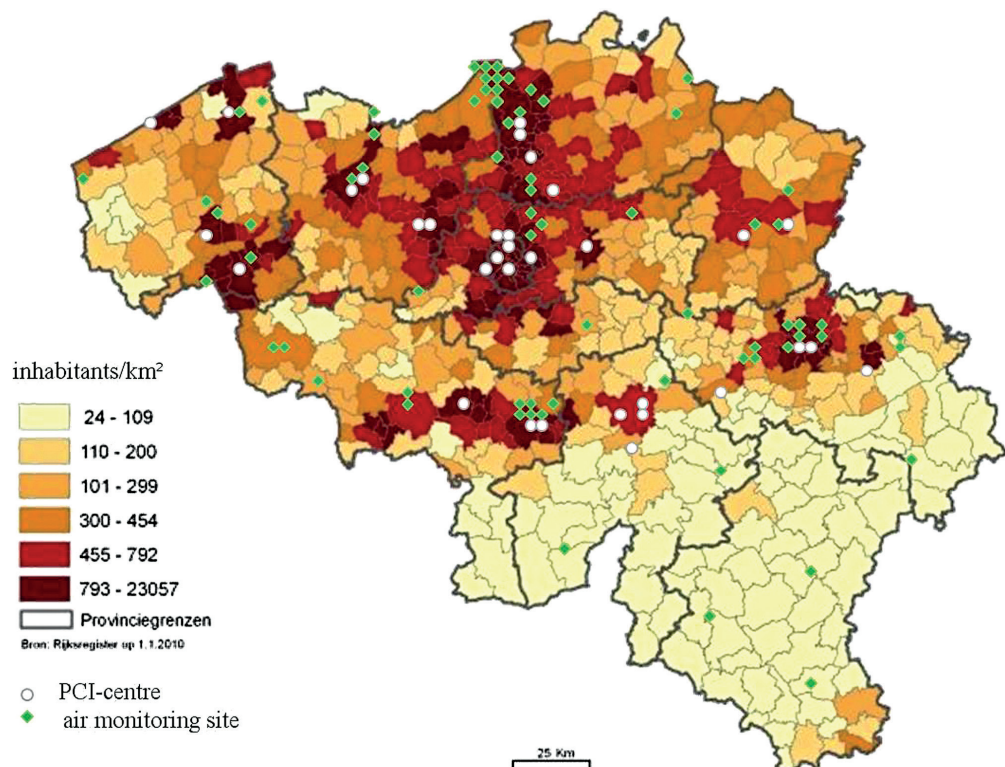 inhabitants/km²
24 - 109
110 - 200
101 - 299
300 - 454
455 - 792
793 - 23057
Provinciegrenzen
Bron: Rijksregister op 1.1.2010
PCI-centre
air monitoring site
25 Km